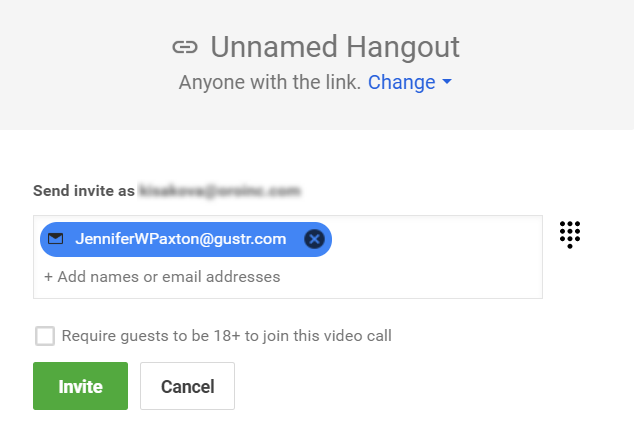 Unnamed Hangout
Anyone with the link. Change
Send invite as
JenniferWPaxton@gustr.com
+ Add names or email addresses
Require guests to be 18+ to join this video call
Invite Cancel